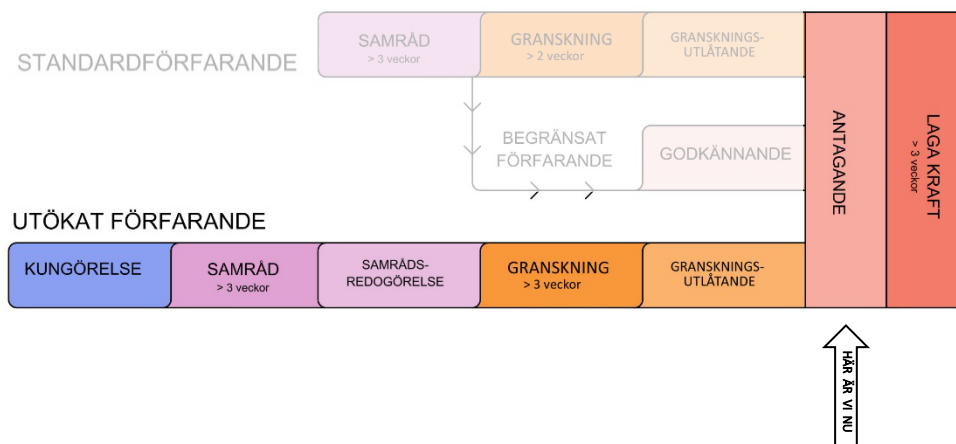 STANDARDFÖRFARANDE
SAMRÅD
> 3 veckor
GRANSKNING
> 2 veckor
GRANSKNINGS-
UTLÅTANDE
BEGRÄNSAT
FÖRFARANDE
GODKÄNNANDE
ANTAGANDE
LAGA KRAFT
> 3 veckor
UTÖKAT FÖRFARANDE
KUNGÖRELSE
SAMRÅD
> 3 veckor
SAMRÅDS-
REDOGÖRELSE
GRANSKNING
> 3 veckor
GRANSKNINGS-
UTLÅTANDE
HÄR ÄR VI NU